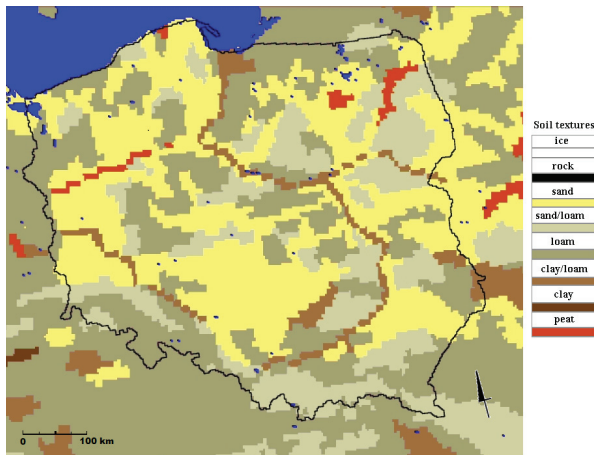 Soil textures
ice
rock
sand
sand/loam
loam
clay/loam
clay
peat
0 100 km